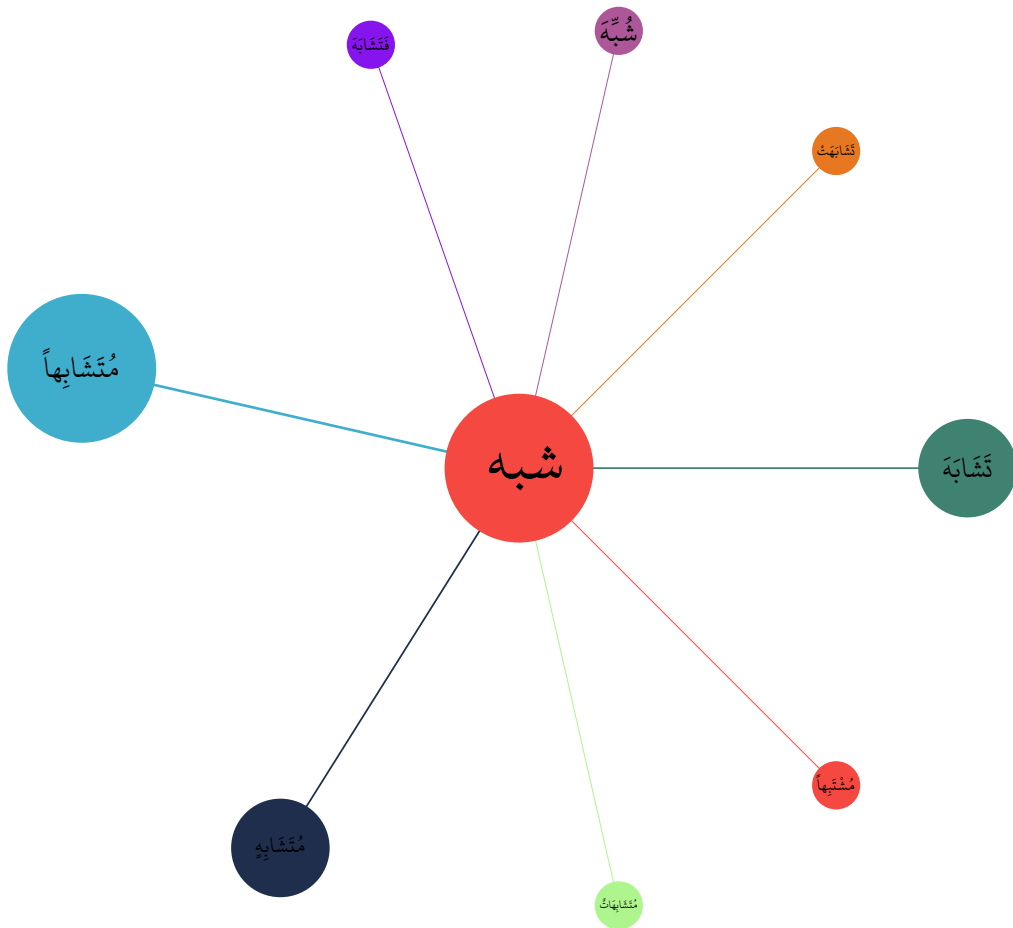 شُبِّهَ
فَتَشَابَهَ
تَشَابَهَتْ
مُتَشَابِهاً
شبه
تَشَابَهَ
مُشْتَبِهاً
مُتَشَابِهٍ
مُتَشَابِهَاتٌ